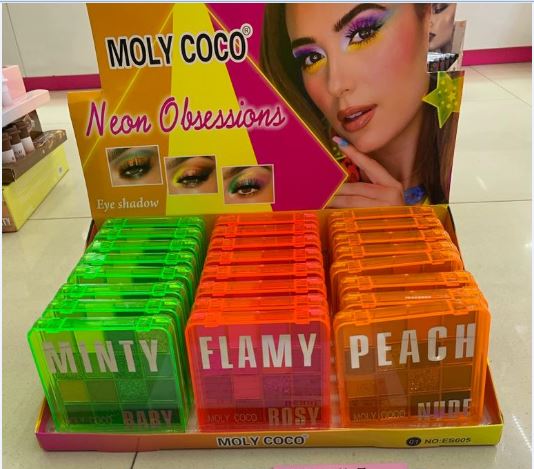 MOLY COCO®
Neon Obsessions
Eye shadow
MINTY
BABY
FLAMY
MOLY COCO
ROSY
PEACH
MOLY COCO
NUDE
MOLY COCO®
01 NO:ES605